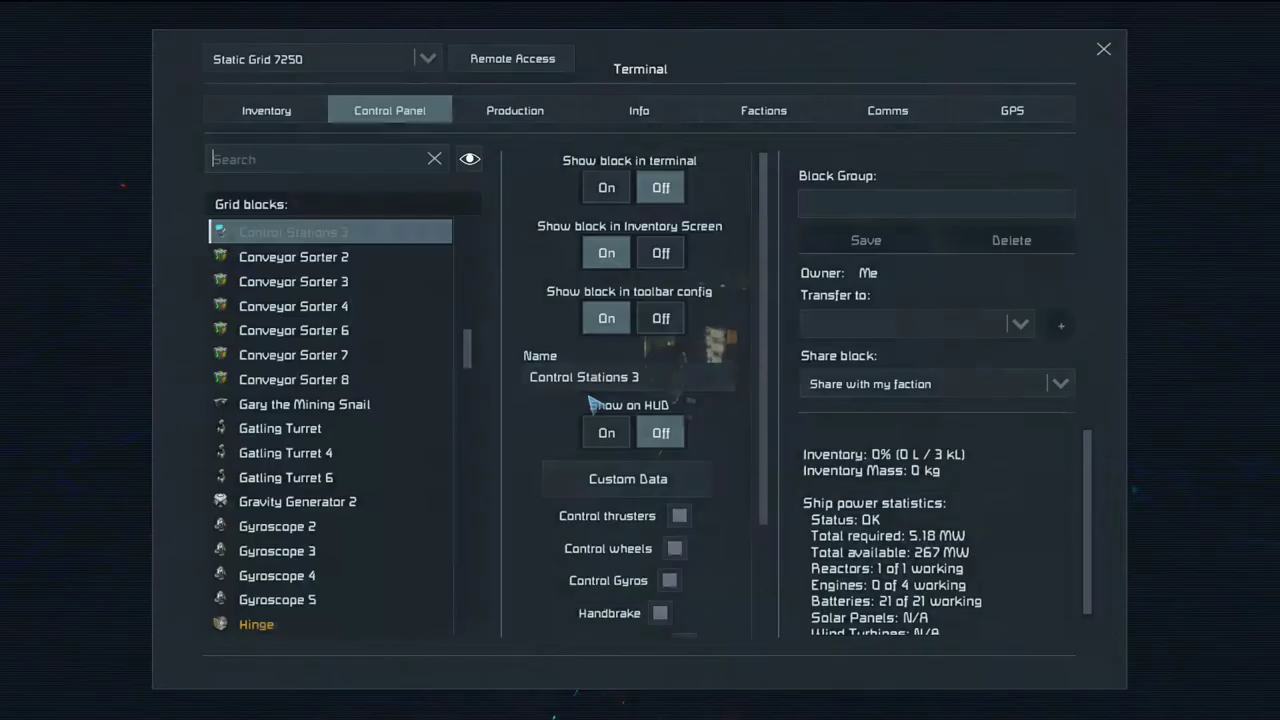 Static Grid 7250
Remote Access
Terminal
Inventory
Control Panel
Production
Info
Factions
Comms
GPS
Search
Grid blocks:
Control Stations 3
Conveyor Sorter 2
Conveyor Sorter 3
Conveyor Sorter 4
Conveyor Sorter 6
Conveyor Sorter 7
Conveyor Sorter 8
Gary the Mining Snail
Gatling Turret
Gatling Turret 4
Gatling Turret 6
Gravity Generator 2
Gyroscope 2
Gyroscope 3
Gyroscope 4
Gyroscope 5
Hinge
Show block in terminal
On Off
Show block in Inventory Screen
On Off
Show block in toolbar config
On Off
Name
Control Stations 3
Show on HUD
On Off
Custom Data
Control thrusters
Control wheels
Control Gyros
Handbrake
Block Group:
Save
Delete
Owner: Me
Transfer to:
+
Share block:
Share with my faction
Inventory: 0% (0 L / 3 kL)
Inventory Mass: 0 kg
Ship power statistics:
Status: OK
Total required: 5.18 MW
Total available: 267 MW
Reactors: 1 of 1 working
Engines: 0 of 4 working
Batteries: 21 of 21 working
Solar Panels: N/A
Wind Turbines: N/A